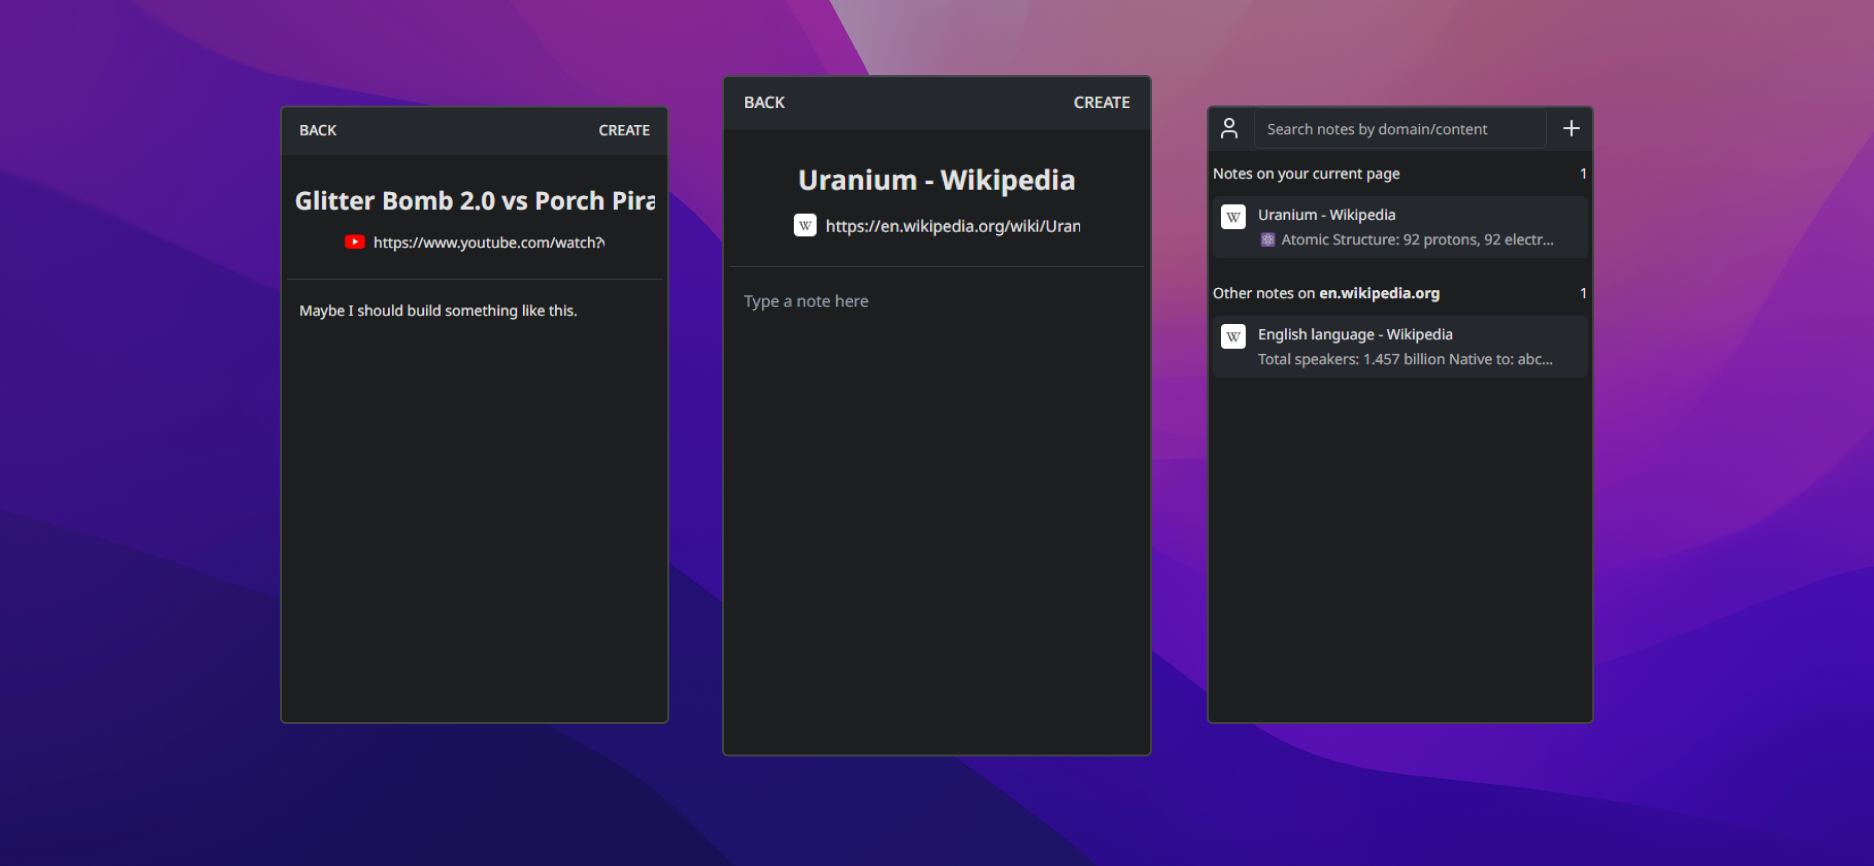 BACK
CREATE
Glitter Bomb 2.0 vs Porch Pira
https://www.youtube.com/watch?v
Maybe I should build something like this.
BACK
CREATE
Uranium - Wikipedia
W https://en.wikipedia.org/wiki/Uran
Type a note here
Search notes by domain/content
Notes on your current page 1
W Uranium - Wikipedia
⚛ Atomic Structure: 92 protons, 92 electr...
Other notes on en.wikipedia.org 1
W English language - Wikipedia
Total speakers: 1.457 billion Native to: abc...